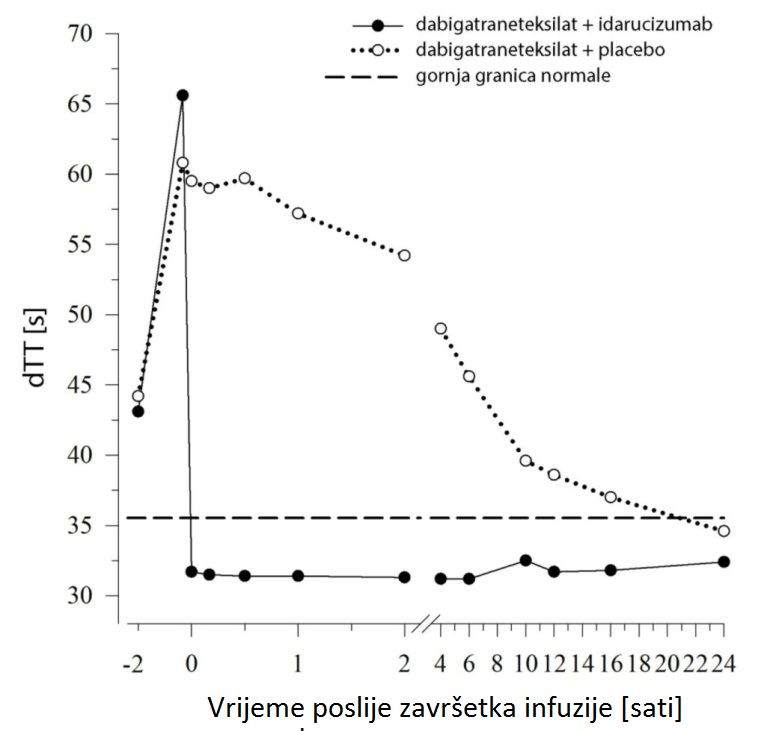 dabigatraneteksilat + idarucizumab
dabigatraneteksilat + placebo
gornja granica normale
dTT [s]
70
65
60
55
50
45
40
35
30
-2 0 1 2 4 6 8 10 12 14 16 18 20 22 24
Vrijeme poslije završetka infuzije [sati]